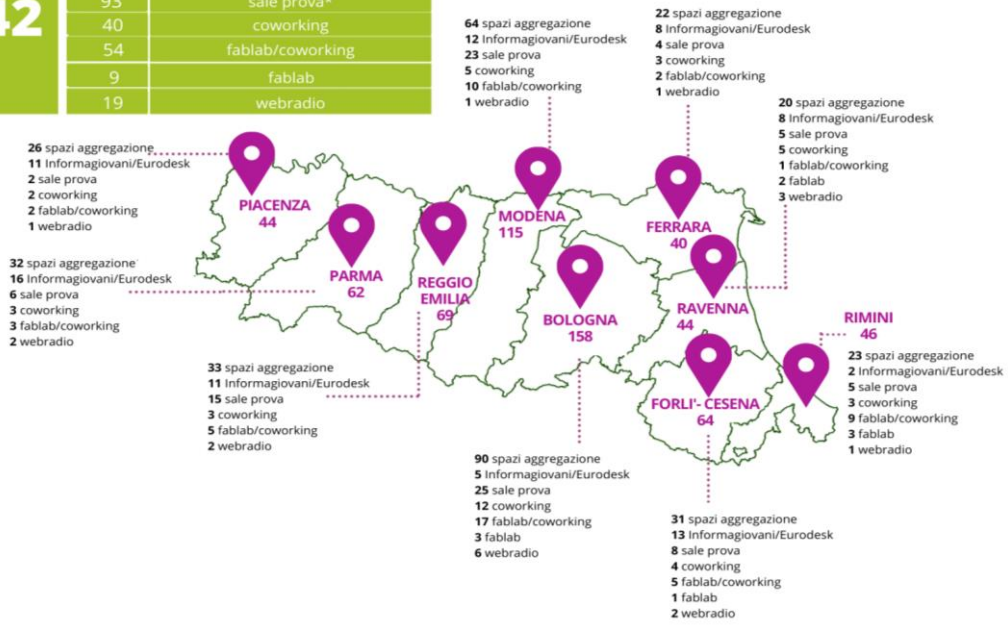 42
93 sale prova*
40 coworking
54 fablab/coworking
9 fablab
19 webradio
64 spazi aggregazione
12 Informagiovani/Eurodesk
23 sale prova
5 coworking
10 fablab/coworking
1 webradio
22 spazi aggregazione
8 Informagiovani/Eurodesk
4 sale prova
3 coworking
2 fablab/coworking
1 webradio
20 spazi aggregazione
8 Informagiovani/Eurodesk
5 sale prova
5 coworking
1 fablab/coworking
2 fablab
3 webradio
26 spazi aggregazione
11 Informagiovani/Eurodesk
2 sale prova
2 coworking
2 fablab/coworking
1 webradio
PIACENZA
44
MODENA
115
FERRARA
40
32 spazi aggregazione
16 Informagiovani/Eurodesk
6 sale prova
3 coworking
3 fablab/coworking
2 webradio
PARMA
62
REGGIO
EMILIA
69
BOLOGNA
158
RAVENNA
44
RIMINI
46
23 spazi aggregazione
2 Informagiovani/Eurodesk
5 sale prova
3 coworking
9 fablab/coworking
3 fablab
1 webradio
33 spazi aggregazione
11 Informagiovani/Eurodesk
15 sale prova
3 coworking
5 fablab/coworking
2 webradio
FORLI'- CESENA
64
90 spazi aggregazione
5 Informagiovani/Eurodesk
25 sale prova
12 coworking
17 fablab/coworking
3 fablab
6 webradio
31 spazi aggregazione
13 Informagiovani/Eurodesk
8 sale prova
4 coworking
5 fablab/coworking
1 fablab
2 webradio